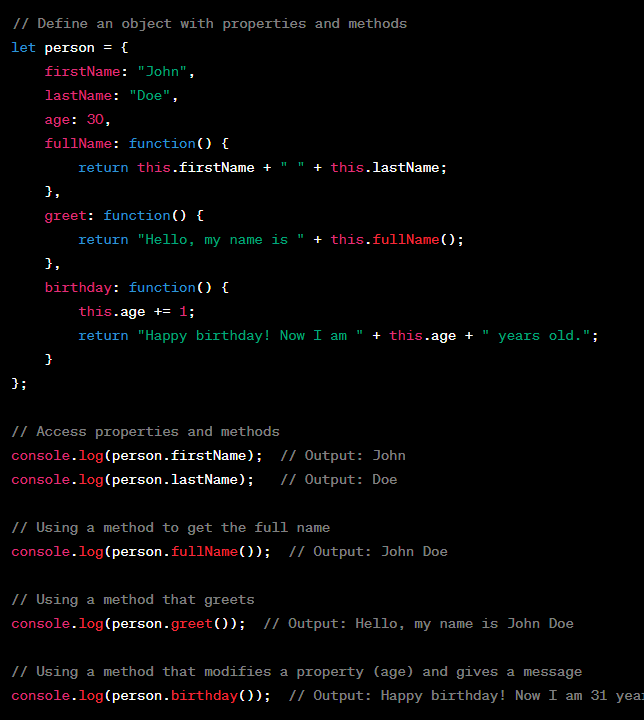 // Define an object with properties and methods
let person = {
    firstName: "John",
    lastName: "Doe",
    age: 30,
    fullName: function() {
        return this.firstName + " " + this.lastName;
    },
    greet: function() {
        return "Hello, my name is " + this.fullName();
    },
    birthday: function() {
        this.age += 1;
        return "Happy birthday! Now I am " + this.age + " years old.";
    }
};
// Access properties and methods
console.log(person.firstName);  // Output: John
console.log(person.lastName);   // Output: Doe
// Using a method to get the full name
console.log(person.fullName());  // Output: John Doe
// Using a method that greets
console.log(person.greet());  // Output: Hello, my name is John Doe
// Using a method that modifies a property (age) and gives a message
console.log(person.birthday());  // Output: Happy birthday! Now I am 31